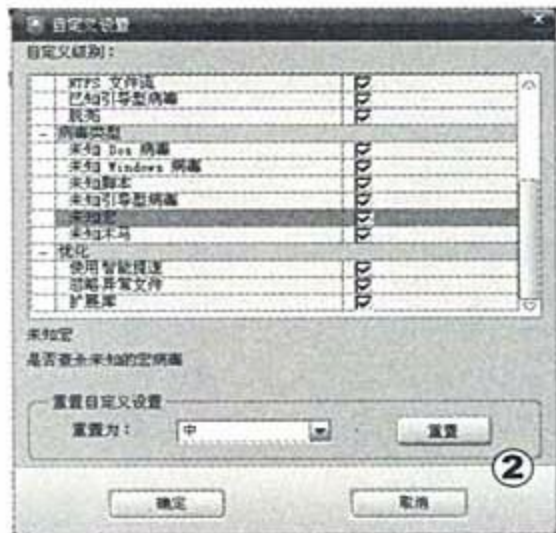 自定义设置
自定义级别：
NTFS 文件流
已知引导型病毒
脱壳
病毒类型
未知 Dos 病毒
未知 Windows 病毒
未知脚本
未知引导型病毒
未知宏
未知木马
优化
使用智能提速
忽略异常文件
扩展库
未知宏
是否查杀未知的宏病毒
重置自定义设置
重置为：
中
重置
②
确定
取消